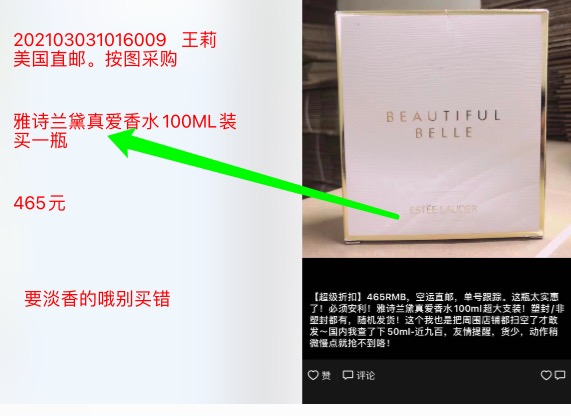 202103031016009 王莉
美国直邮。按图采购
雅诗兰黛真爱香水100ML装
买一瓶
465元
要淡香的哦别买错
BEAUTIFUL
BELLE
ESTĒE LAUDER
【超级折扣】465RMB，空运直邮，单号跟踪。这瓶太实惠
了！必须安利！雅诗兰黛真爱香水100ml超大支装！塑封/非
塑封都有，随机发货！这个我也是把周围店铺都扫空了才敢
发～国内我查了下50ml-近九百，友情提醒，货少，动作稍
微慢点就抢不到咯！
赞 评论